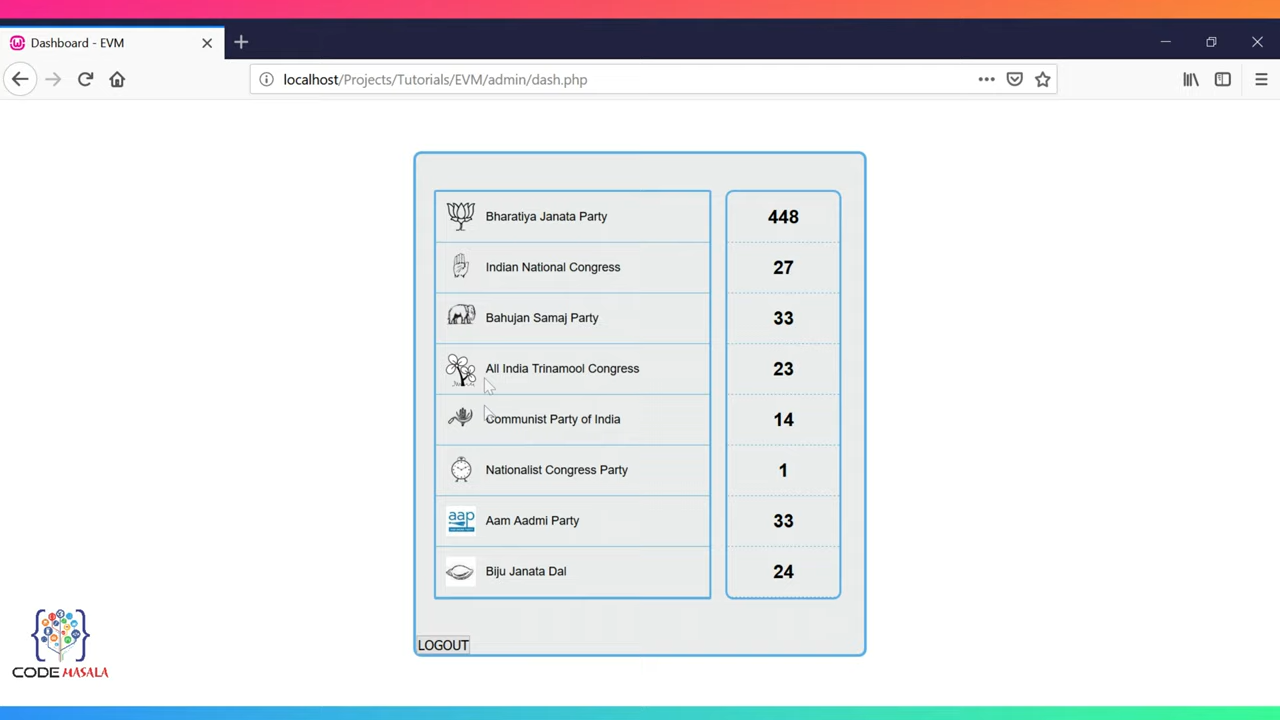 Dashboard - EVM
localhost/Projects/Tutorials/EVM/admin/dash.php
Bharatiya Janata Party 448
Indian National Congress 27
Bahujan Samaj Party 33
All India Trinamool Congress 23
Communist Party of India 14
Nationalist Congress Party 1
aap
Aam Aadmi Party 33
Biju Janata Dal 24
LOGOUT
CODE MASALA